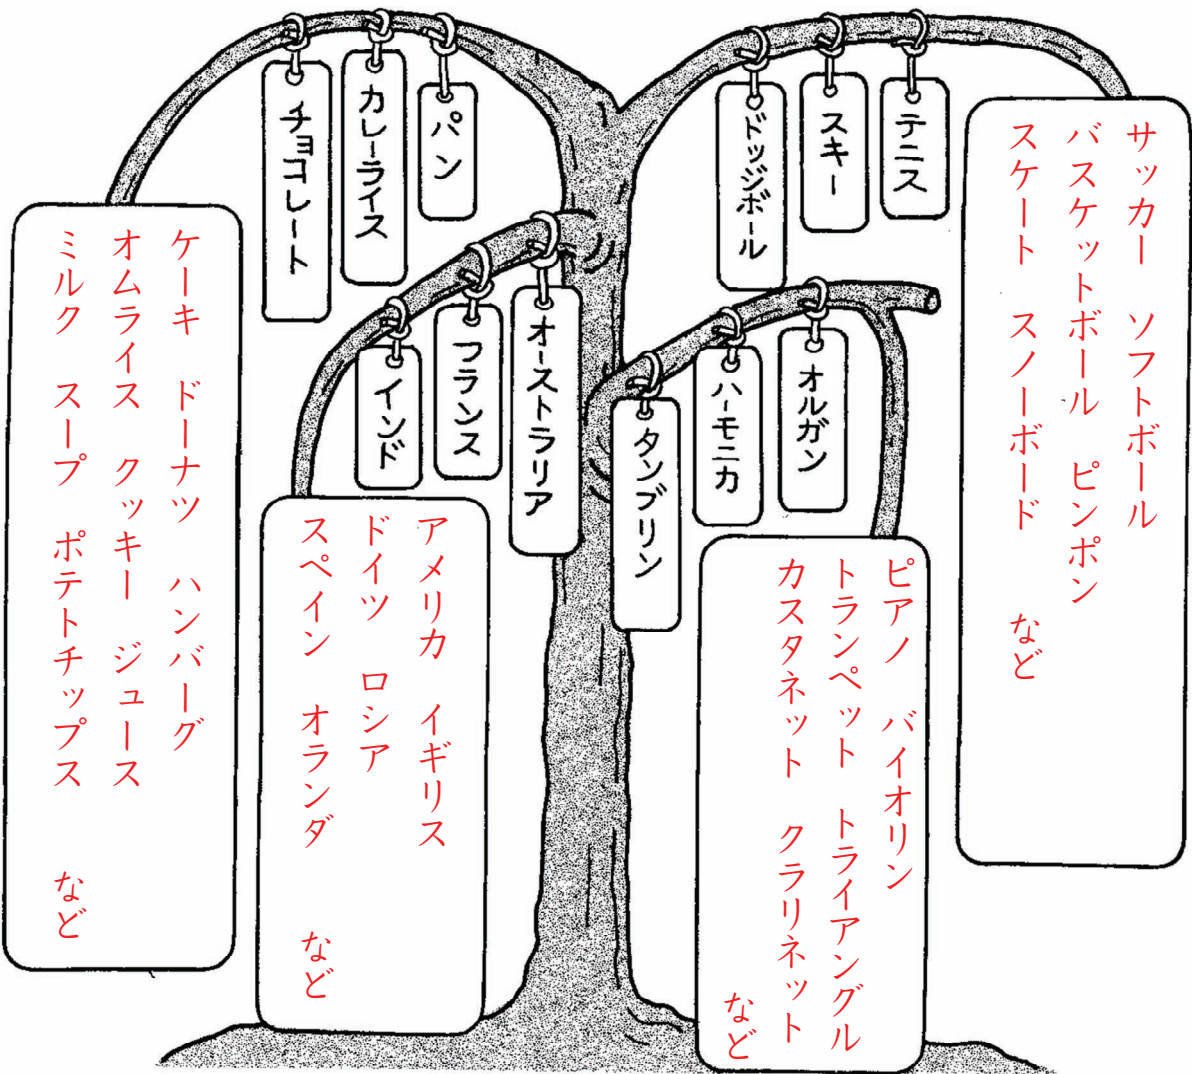 テニス
スキー
ドッジボール
サッカー ソフトボール
バスケットボール ピンポン
スケート スノーボード など
パン
カレーライス
チョコレート
ケーキ ドーナツ ハンバーグ
オムライス クッキー ジュース
ミルク スープ ポテトチップス など
オルガン
ハーモニカ
タンブリン
ピアノ バイオリン
トランペット トライアングル
カスタネット クラリネット
など
オーストラリア
フランス
インド
アメリカ イギリス
ドイツ ロシア
スペイン オランダ など